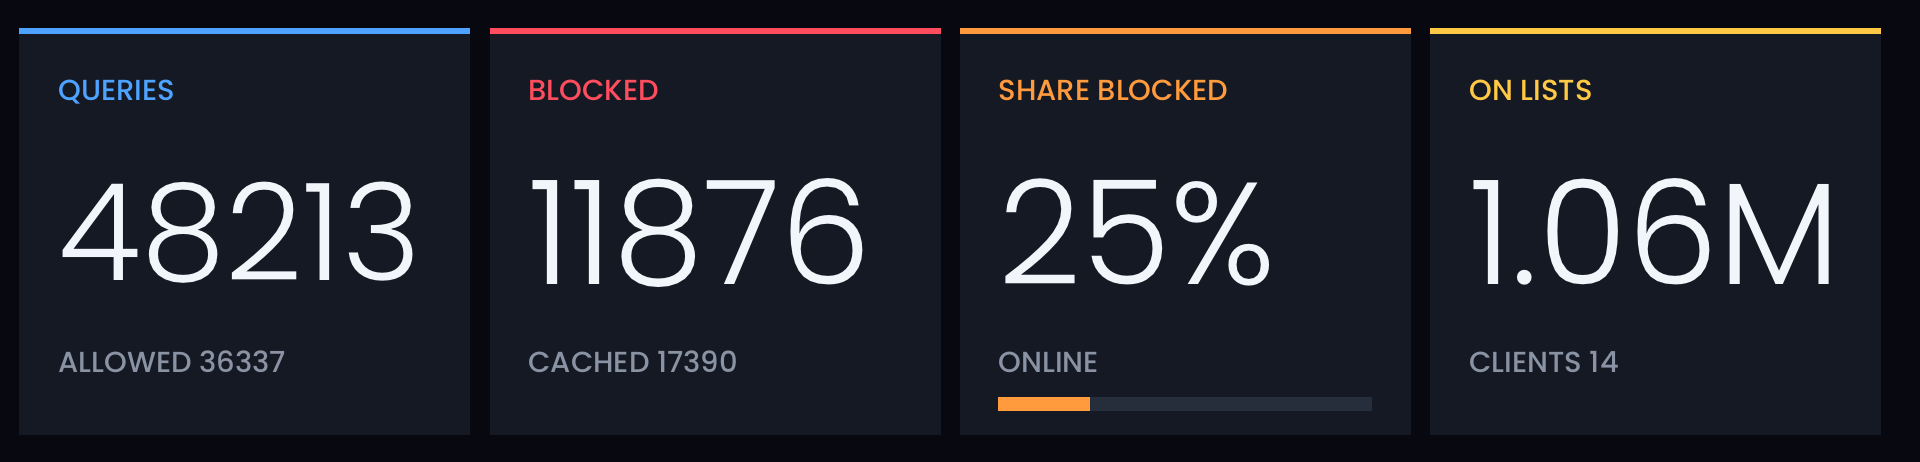 QUERIES
48213
ALLOWED 36337
BLOCKED
11876
CACHED 17390
SHARE BLOCKED
25%
ONLINE
ON LISTS
1.06M
CLIENTS 14